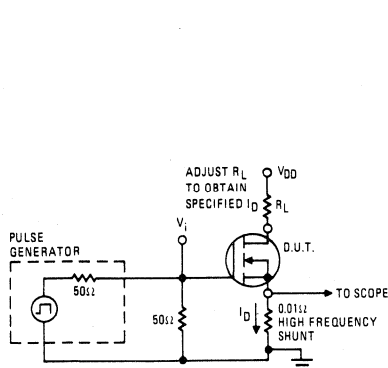 ADJUST RL
TO OBTAIN
SPECIFIED ID
VDD
RL
D.U.T.
Vi
PULSE
GENERATOR
50Ω
50Ω
ID
TO SCOPE
0.01Ω
HIGH FREQUENCY
SHUNT